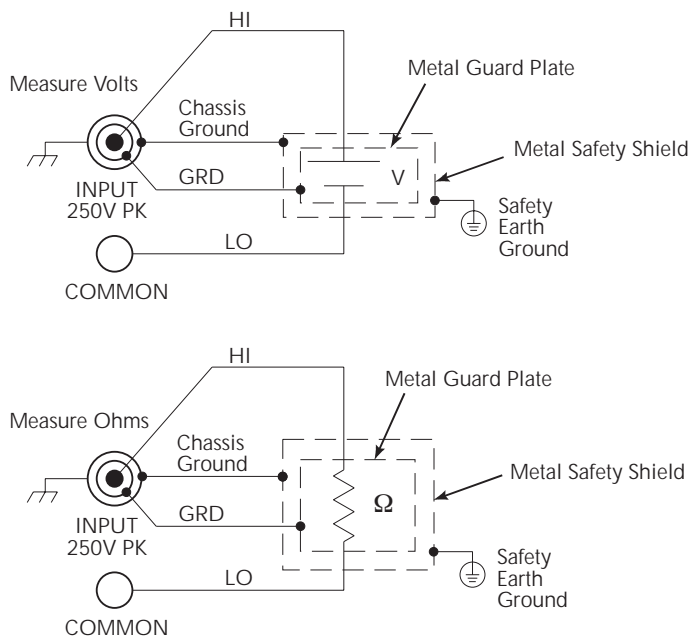 HI
Metal Guard Plate
Measure Volts
Chassis
Ground
Metal Safety Shield
V
GRD
INPUT
250V PK
Safety
Earth
Ground
LO
COMMON
HI
Metal Guard Plate
Measure Ohms
Chassis
Ground
Metal Safety Shield
Ω
GRD
INPUT
250V PK
Safety
Earth
Ground
LO
COMMON